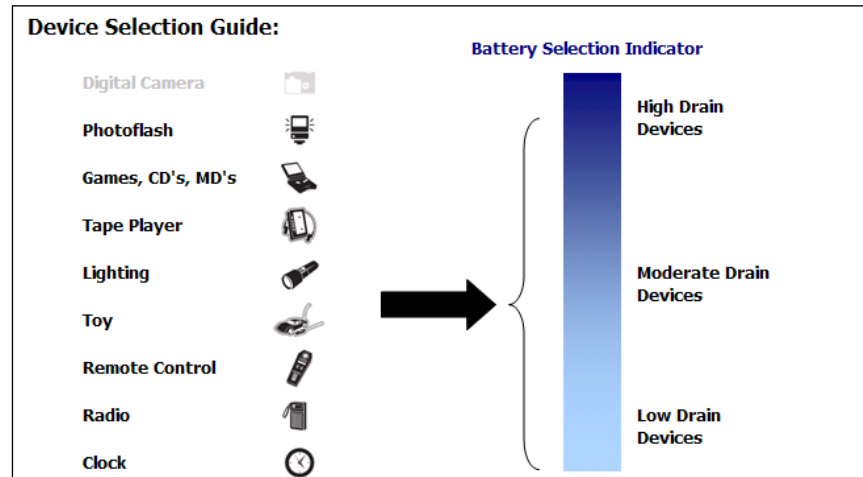 Device Selection Guide:
Battery Selection Indicator
Digital Camera
Photoflash
Games, CD's, MD's
Tape Player
Lighting
Toy
Remote Control
Radio
Clock
High Drain
Devices
Moderate Drain
Devices
Low Drain
Devices